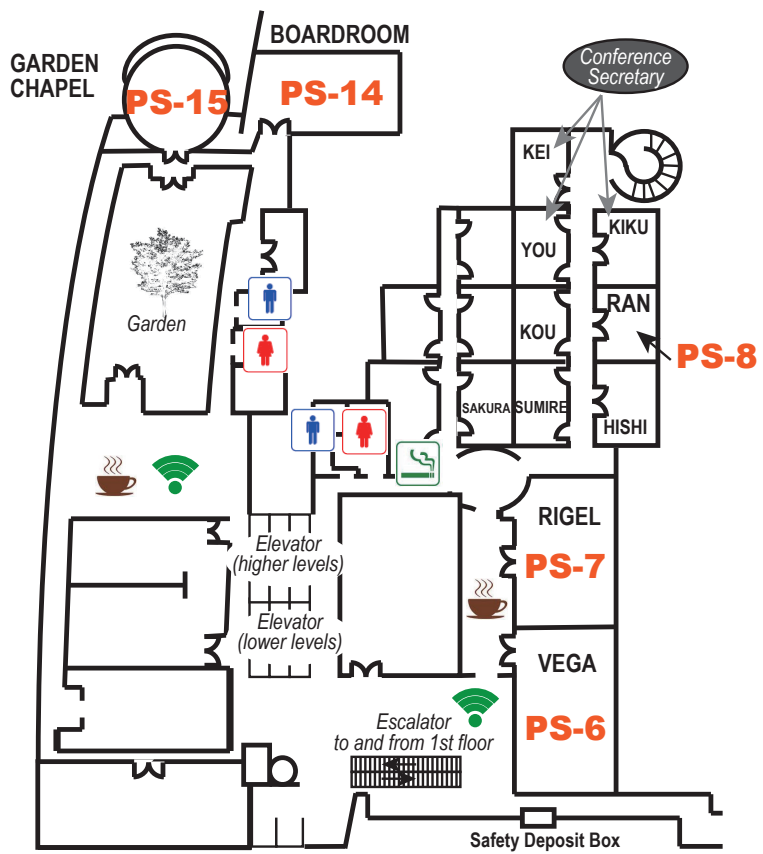 BOARDROOM
GARDEN
CHAPEL
PS-15
PS-14
Conference
Secretary
KEI
YOU
KIKU
Garden
KOU
RAN
PS-8
SAKURA
SUMIRE
HISHI
RIGEL
PS-7
Elevator
(higher levels)
Elevator
(lower levels)
VEGA
PS-6
Escalator
to and from 1st floor
Safety Deposit Box